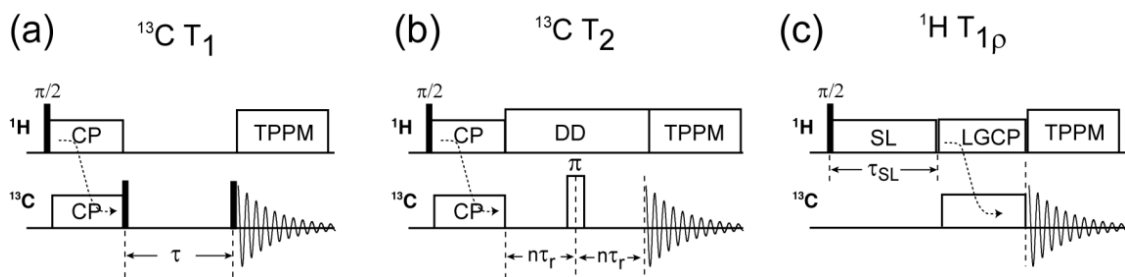 (a) ¹³C T₁
π/2
¹H CP TPPM
¹³C CP
τ
(b) ¹³C T₂
π/2
¹H CP DD TPPM
π
¹³C CP
nτᵣ nτᵣ
(c) ¹H T₁ρ
π/2
¹H SL LGCP TPPM
τSL
¹³C